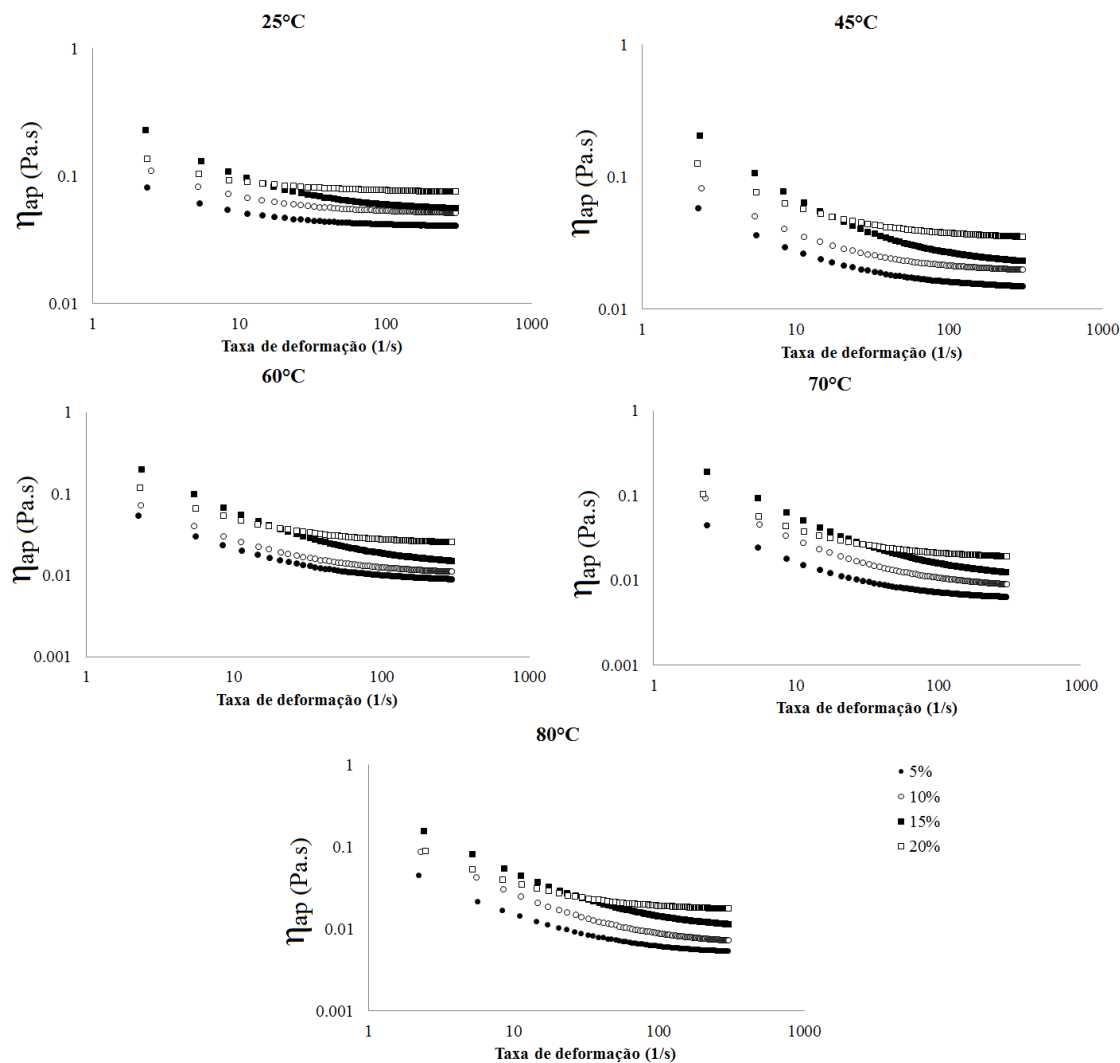 25°C
45°C
1
0.1
0.01
ηap (Pa.s)
1
10
100
1000
Taxa de deformação (1/s)
1
0.1
0.01
ηap (Pa.s)
1
10
100
1000
Taxa de deformação (1/s)
60°C
70°C
1
0.1
0.01
0.001
ηap (Pa.s)
1
10
100
1000
Taxa de deformação (1/s)
1
0.1
0.01
0.001
ηap (Pa.s)
1
10
100
1000
Taxa de deformação (1/s)
80°C
1
0.1
0.01
0.001
ηap (Pa.s)
1
10
100
1000
Taxa de deformação (1/s)
5%
10%
15%
20%